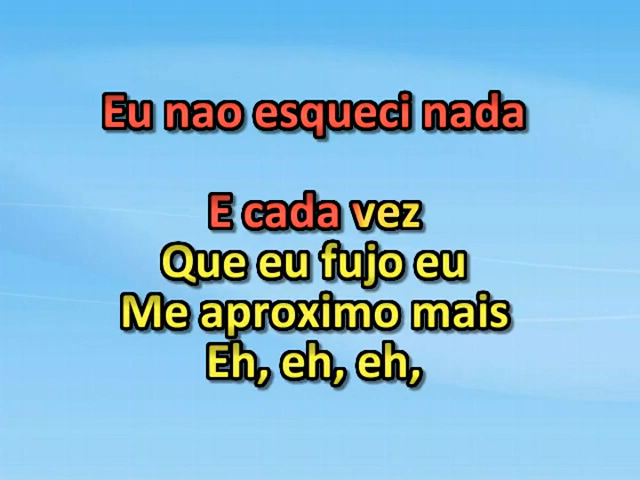 Eu nao esqueci nada
E cada vez
Que eu fujo eu
Me aproximo mais
Eh, eh, eh,